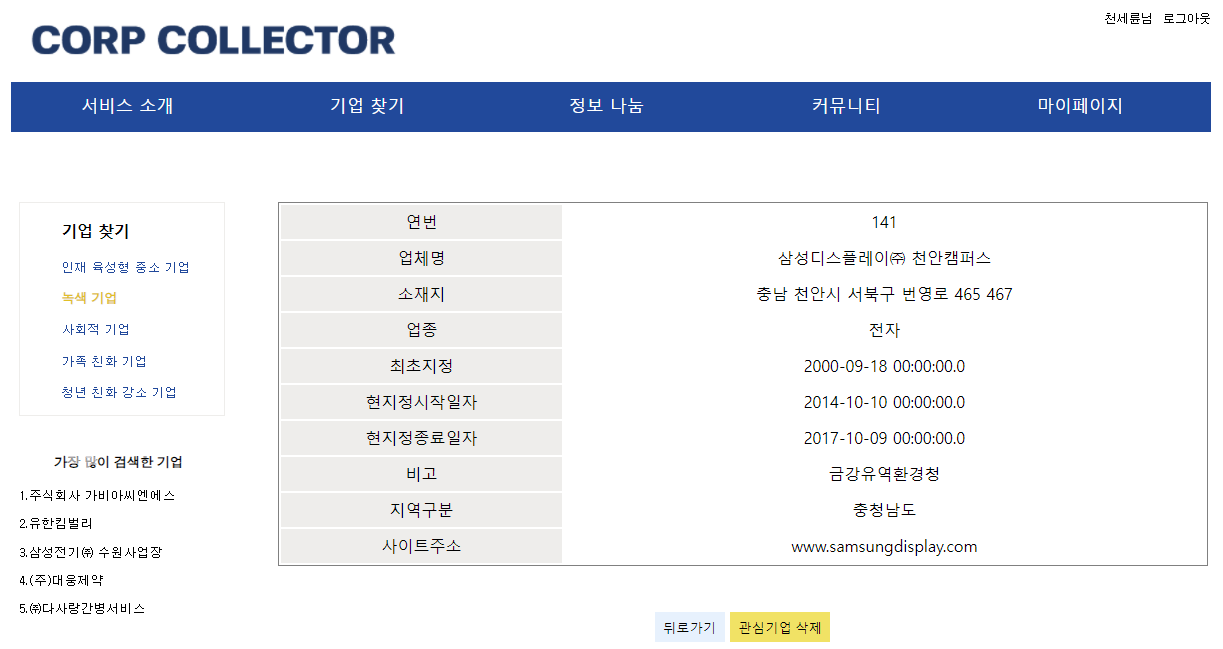 천세륜님 로그아웃
CORP COLLECTOR
서비스 소개 기업 찾기 정보 나눔 커뮤니티 마이페이지
기업 찾기
인재 육성형 중소 기업
녹색 기업
사회적 기업
가족 친화 기업
청년 친화 강소 기업
가장 많이 검색한 기업
1.주식회사 가비아씨엔에스
2.유한킴벌리
3.삼성전기㈜ 수원사업장
4.(주)대웅제약
5.㈜다사랑간병서비스
연번 141
업체명 삼성디스플레이㈜ 천안캠퍼스
소재지 충남 천안시 서북구 번영로 465 467
업종 전자
최초지정 2000-09-18 00:00:00.0
현지정시작일자 2014-10-10 00:00:00.0
현지정종료일자 2017-10-09 00:00:00.0
비고 금강유역환경청
지역구분 충청남도
사이트주소 www.samsungdisplay.com
뒤로가기 관심기업 삭제